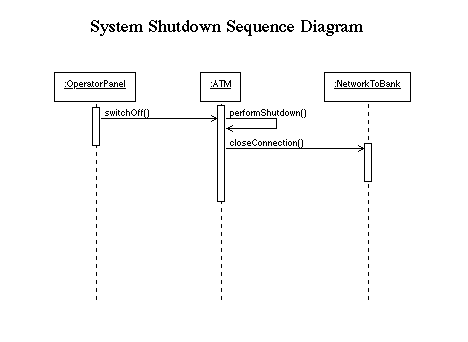 System Shutdown Sequence Diagram
:OperatorPanel
:ATM
:NetworkToBank
switchOff()
performShutdown()
closeConnection()